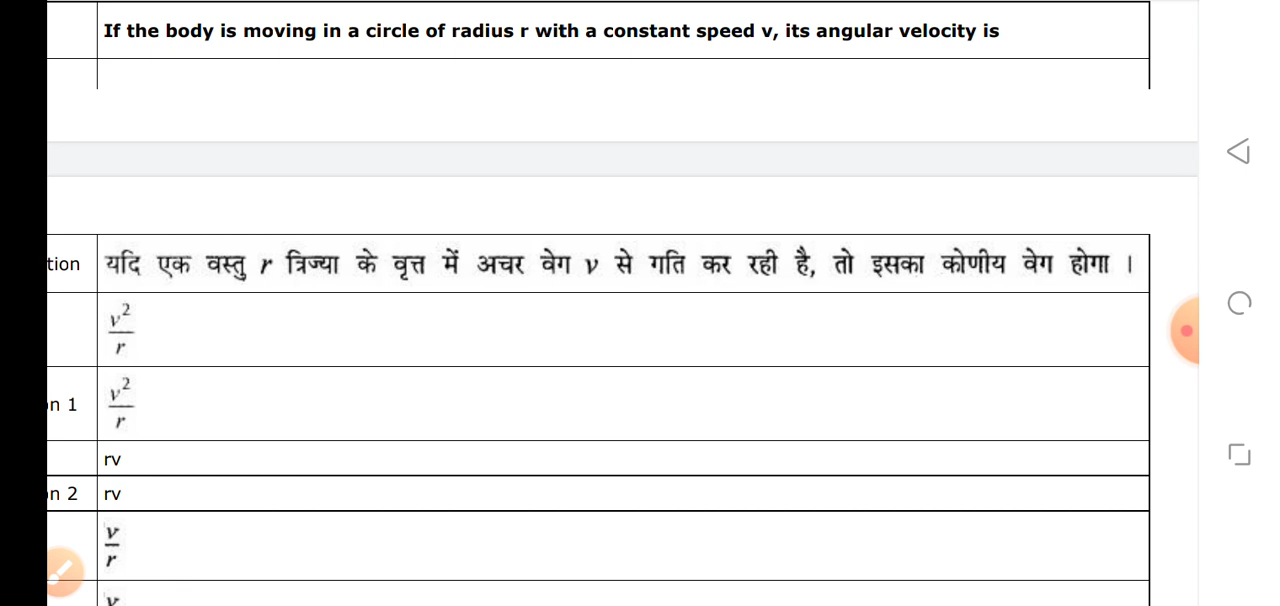 If the body is moving in a circle of radius r with a constant speed v, its angular velocity is
tion यदि एक वस्तु r त्रिज्या के वृत्त में अचर वेग v से गति कर रही है, तो इसका कोणीय वेग होगा ।
v²
r
n 1 v²
r
rv
n 2 rv
v
r
v